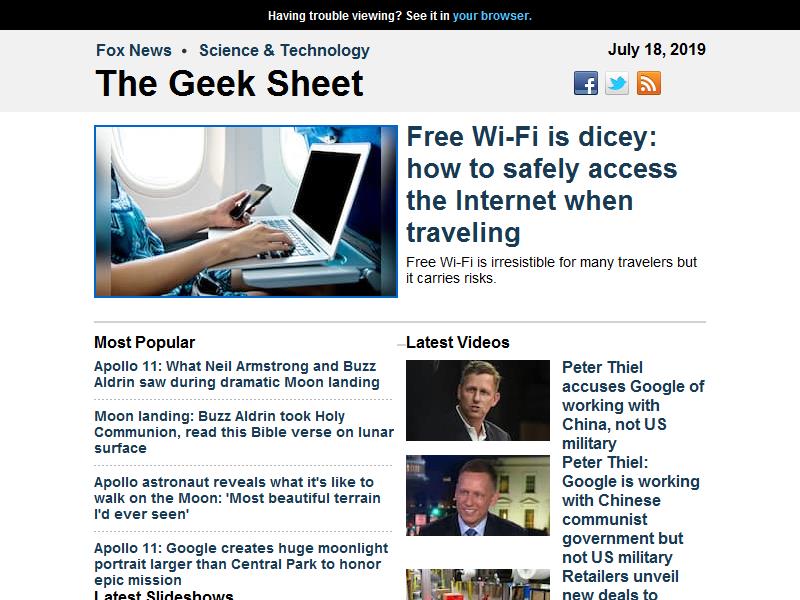 Having trouble viewing? See it in your browser.
Fox News • Science & Technology
July 18, 2019
The Geek Sheet
Free Wi-Fi is dicey:
how to safely access
the Internet when
traveling
Free Wi-Fi is irresistible for many travelers but
it carries risks.
Most Popular
Apollo 11: What Neil Armstrong and Buzz
Aldrin saw during dramatic Moon landing
Moon landing: Buzz Aldrin took Holy
Communion, read this Bible verse on lunar
surface
Apollo astronaut reveals what it's like to
walk on the Moon: 'Most beautiful terrain
I'd ever seen'
Apollo 11: Google creates huge moonlight
portrait larger than Central Park to honor
epic mission
Latest Slideshows
Latest Videos
Peter Thiel
accuses Google of
working with
China, not US
military
Peter Thiel:
Google is working
with Chinese
communist
government but
not US military
Retailers unveil
new deals to